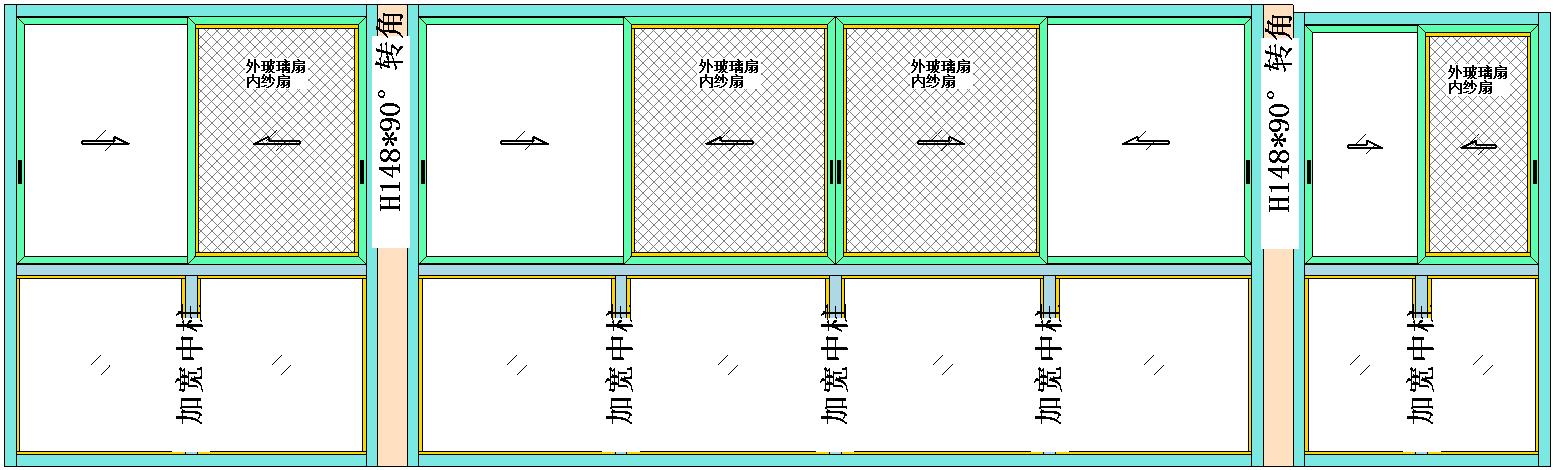 外玻璃扇
内纱扇
H148*90° 转角
外玻璃扇
内纱扇
外玻璃扇
内纱扇
H148*90° 转角
外玻璃扇
内纱扇
加宽中柱
加宽中柱
加宽中柱
加宽中柱
加宽中柱